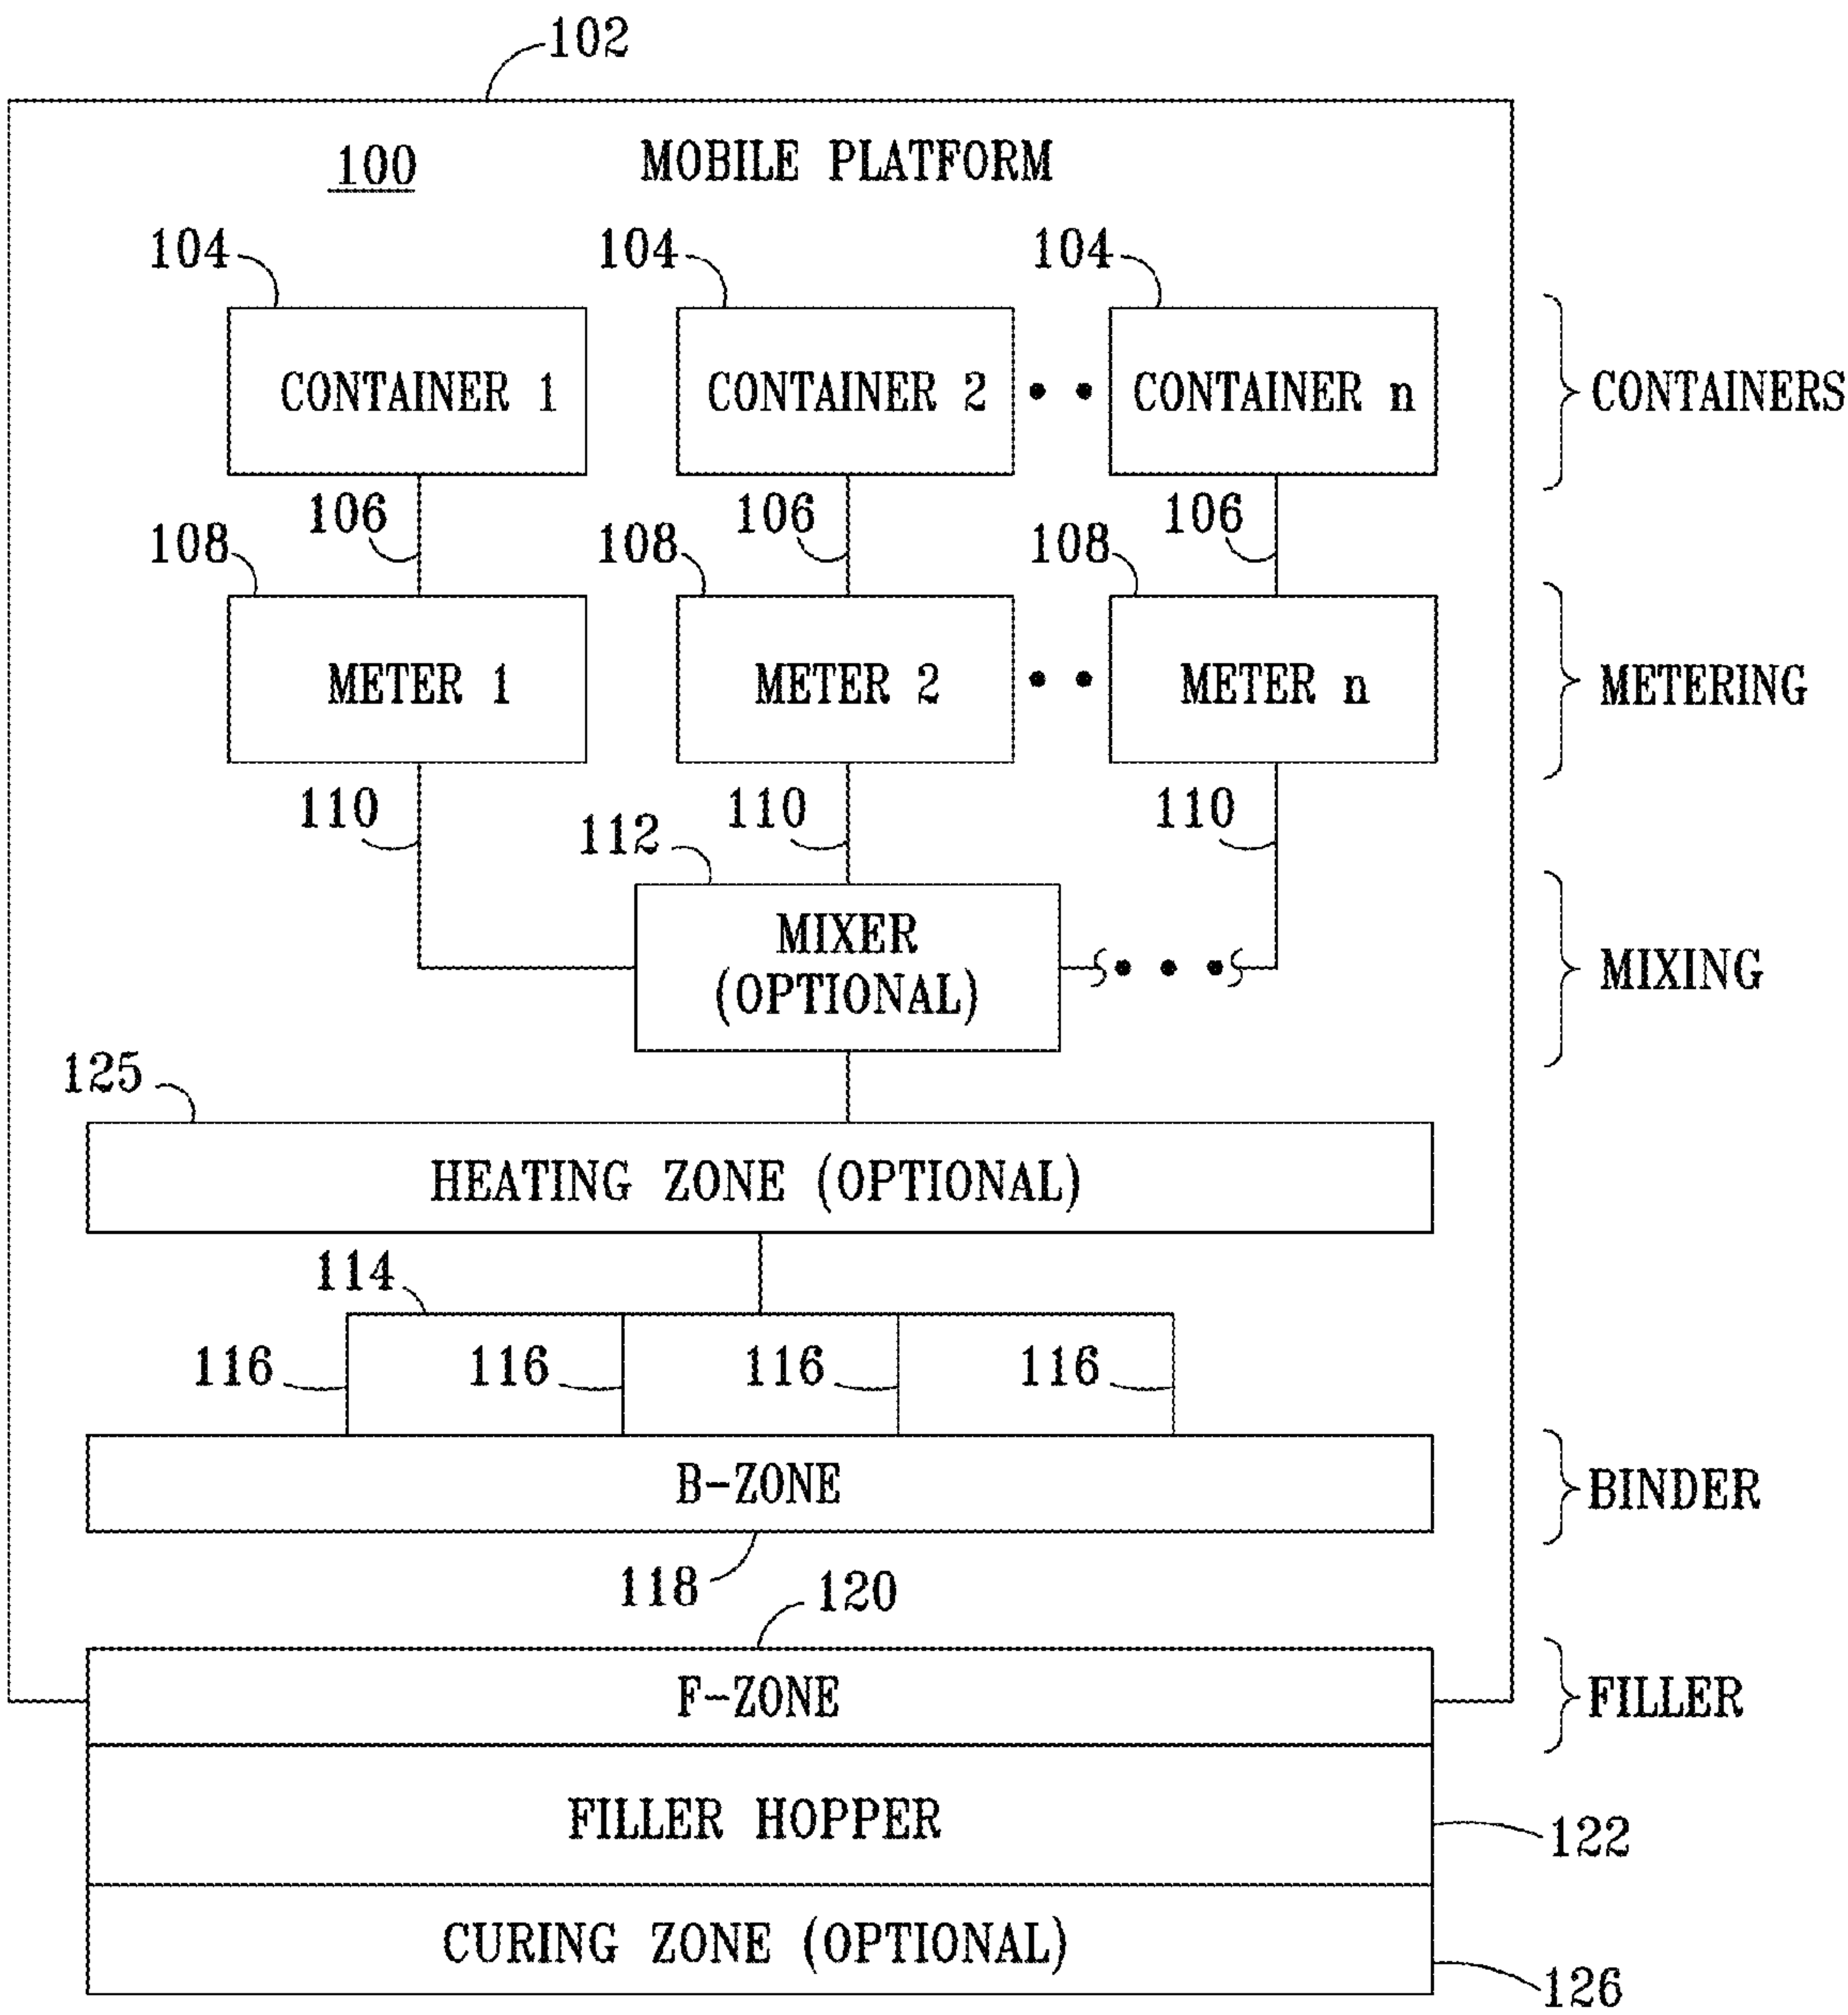 102
100 MOBILE PLATFORM
104 104 104
CONTAINER 1 CONTAINER 2 • • CONTAINER n CONTAINERS
106 106 106
108 108 108
METER 1 METER 2 • • METER n METERING
110 110 110
112
MIXER
(OPTIONAL) • • • MIXING
125
HEATING ZONE (OPTIONAL)
114
116 116 116 116
B-ZONE BINDER
118
120
F-ZONE FILLER
FILLER HOPPER
122
CURING ZONE (OPTIONAL)
126